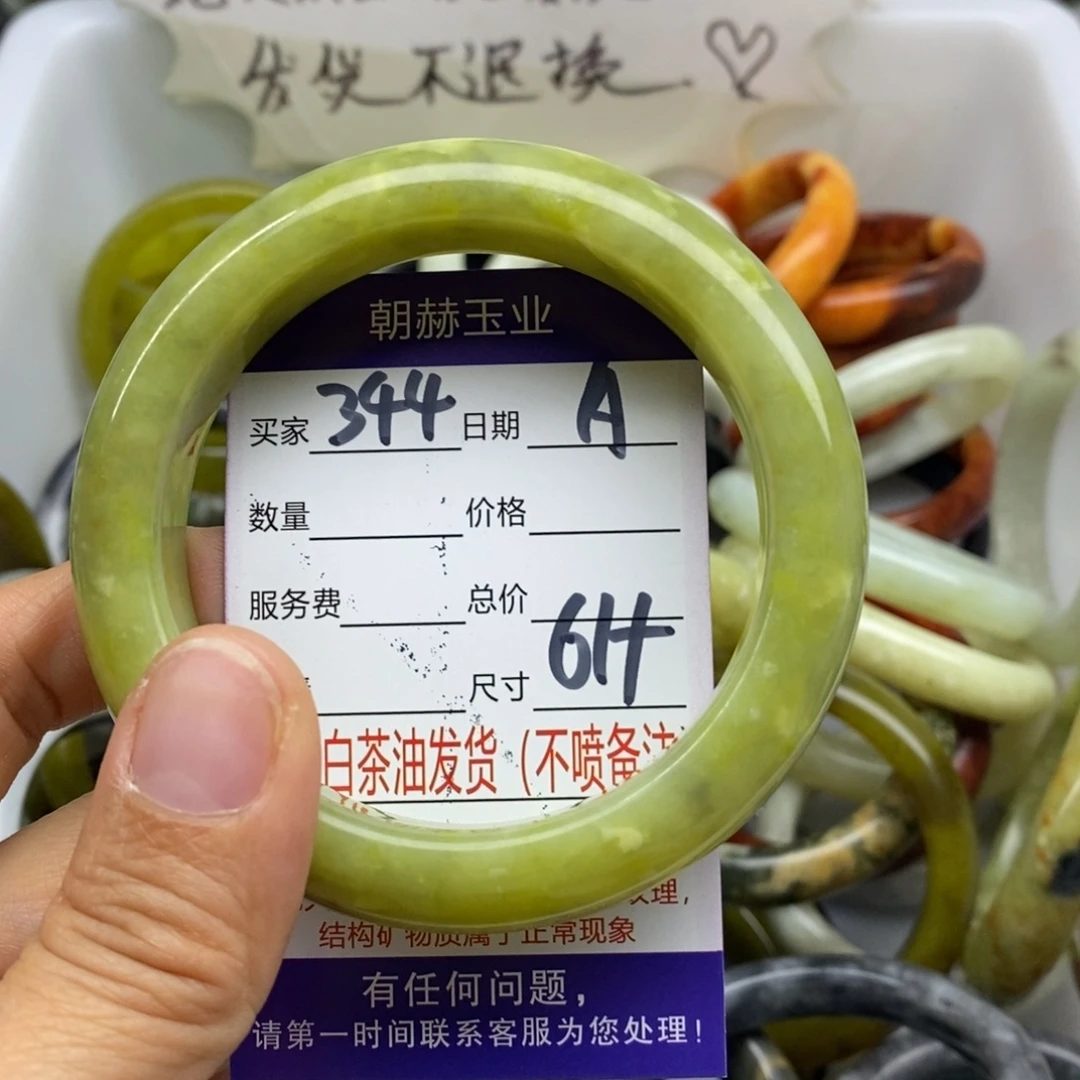 不退换
朝赫玉业
买家 344 日期 A
数量 价格
服务费 总价
尺寸 61H
白茶油发货（不喷备注
纹理，
结构矿物质属于正常现象
有任何问题，
请第一时间联系客服为您处理！